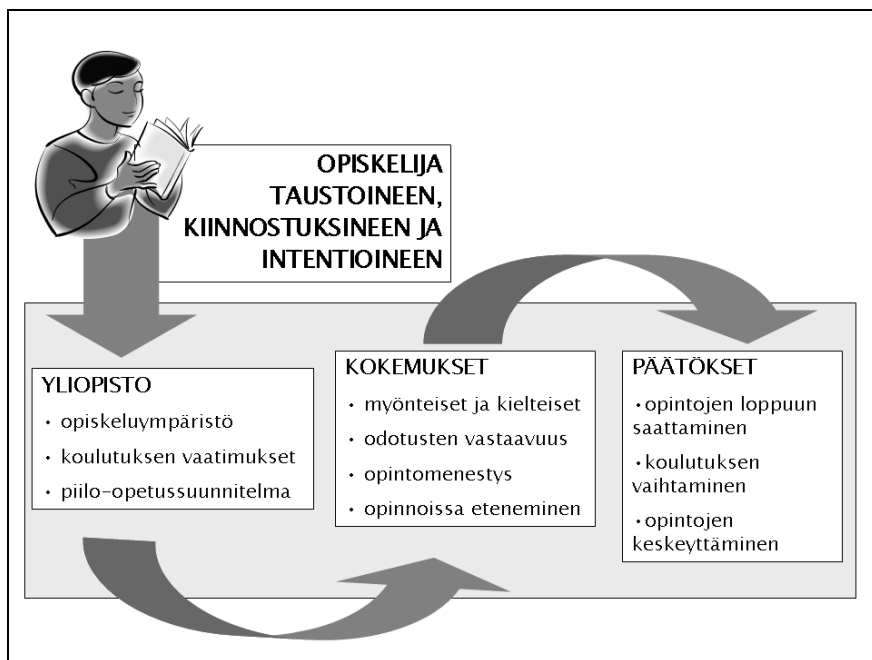 OPISKELIJA
TAUSTOINEEN,
KIINNOSTUKSINEEN JA
INTENTIOINEEN
YLIOPISTO
• opiskeluympäristö
• koulutuksen vaatimukset
• piilo-opetussuunnitelma
KOKEMUKSET
• myönteiset ja kielteiset
• odotusten vastaavuus
• opintomenestys
• opinnoissa eteneminen
PÄÄTÖKSET
•opintojen loppuun
saattaminen
•koulutuksen
vaihtaminen
•opintojen
keskeyttäminen